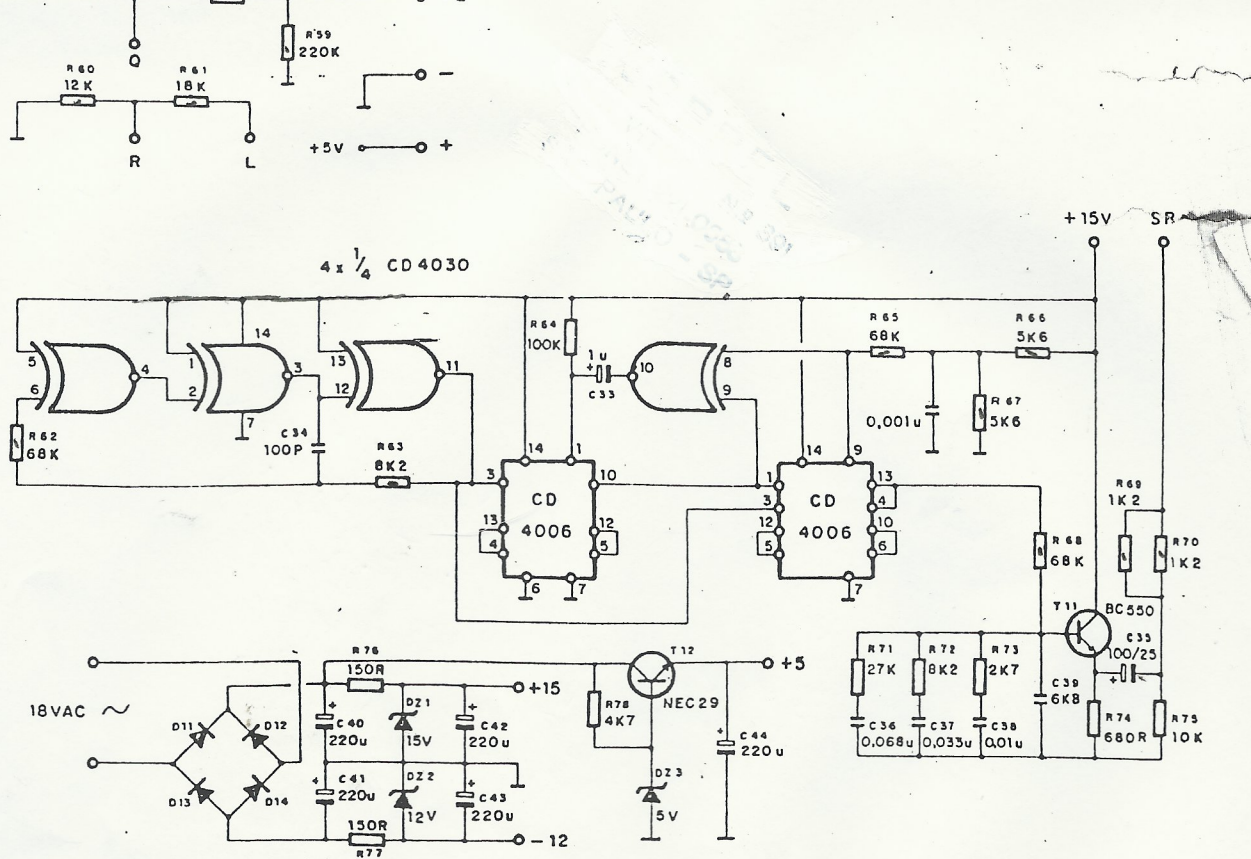 R59
220K
Q
R60
12K
R61
18K
R
L
−
+5V
+
+15V
SR
4x 1/4 CD4030
5
6
4
1
2
14
3
7
13
12
11
R64
100K
1u
+
C33
10
8
9
R65
68K
R66
5K6
0,001u
R67
5K6
R62
68K
C34
100P
R63
8K2
14
1
3
10
CD
4006
13
4
12
5
6
7
14
9
1
3
13
4
CD
4006
12
5
10
6
7
R69
1K2
R68
68K
R70
1K2
T11
BC550
C35
100/25
+
R71
27K
R72
8K2
R73
2K7
C39
6K8
C36
0,068u
C37
0,033u
C38
0,01u
R74
680R
R75
10K
18VAC ~
D11
D12
D13
D14
R76
150R
+
C40
220u
DZ1
15V
+
C42
220u
+15
+
C41
220u
DZ2
12V
+
C43
220u
150R
R77
-12
T12
NEC29
R78
4K7
+5
+
C44
220u
DZ3
5V